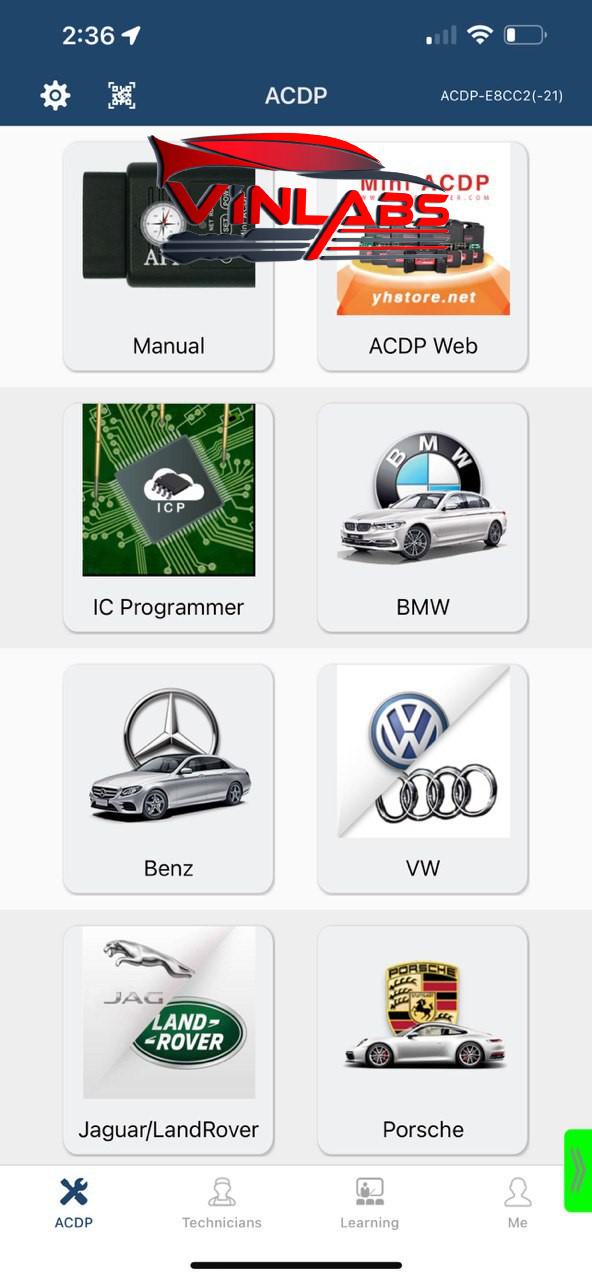 2:36
ACDP
ACDP-E8CC2(-21)
VINLABS
Mini ACDP
yhstore.net
Manual
ACDP Web
ICP
BMW
IC Programmer
BMW
Benz
VW
JAG
LAND-
ROVER
PORSCHE
Jaguar/LandRover
Porsche
ACDP
Technicians
Learning
Me